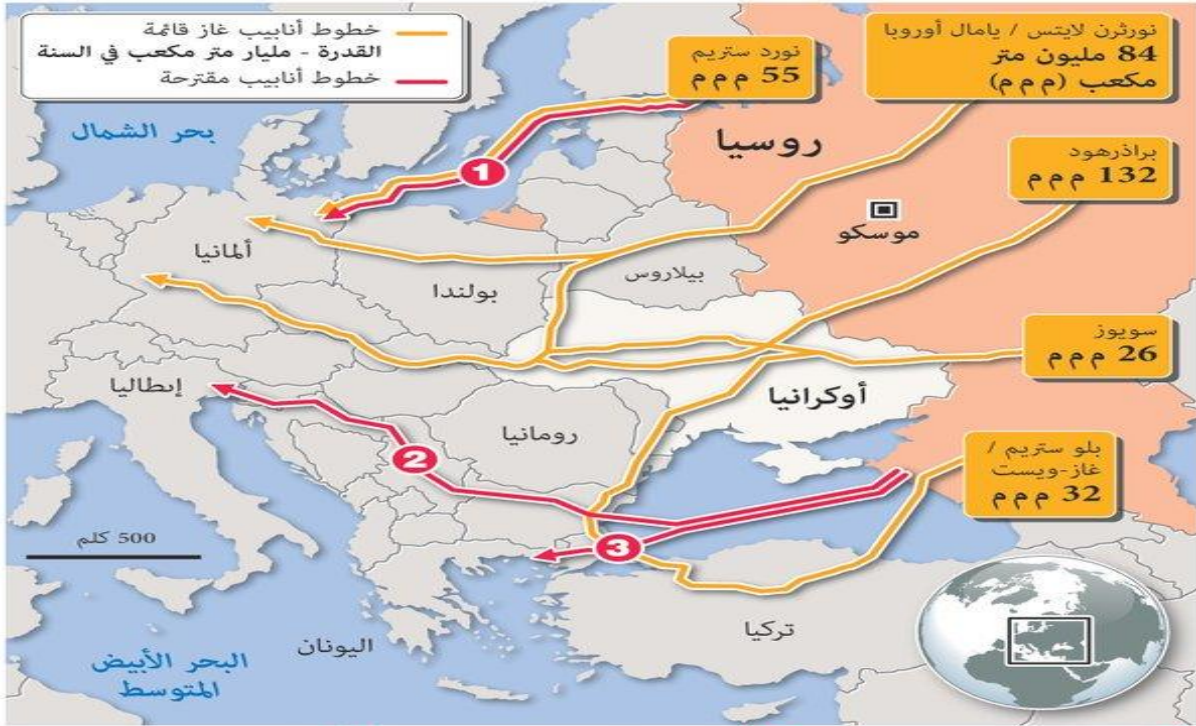 خطوط أنابيب غاز قائمة
القدرة - مليار متر مكعب في السنة
خطوط أنابيب مقترحة
نورد ستريم
55 م م م
نورثرن لايتس / يامال أوروبا
84 مليون متر
مكعب (م م م)
بحر الشمال
روسيا
براذرهود
132 م م م
1
موسكو
ألمانيا
بولندا
بيلاروس
سويوز
26 م م م
إيطاليا
أوكرانيا
رومانيا
2
بلو ستريم /
غاز-ويست
32 م م م
500 كلم
3
تركيا
اليونان
البحر الأبيض
المتوسط